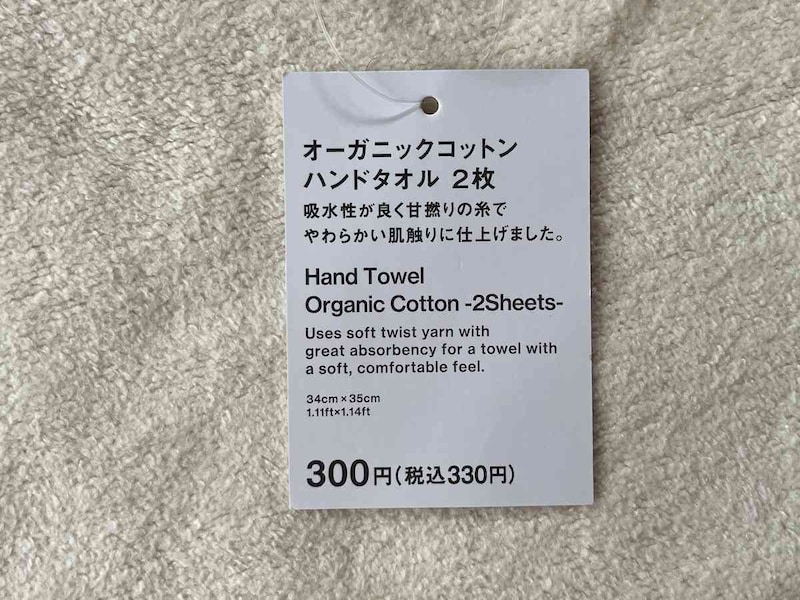 オーガニックコットン
ハンドタオル 2枚
吸水性が良く甘撚りの糸で
やわらかい肌触りに仕上げました。
Hand Towel
Organic Cotton -2Sheets-
Uses soft twist yarn with
great absorbency for a towel with
a soft, comfortable feel.
34cm×35cm
1.11ft×1.14ft
300円(税込330円)